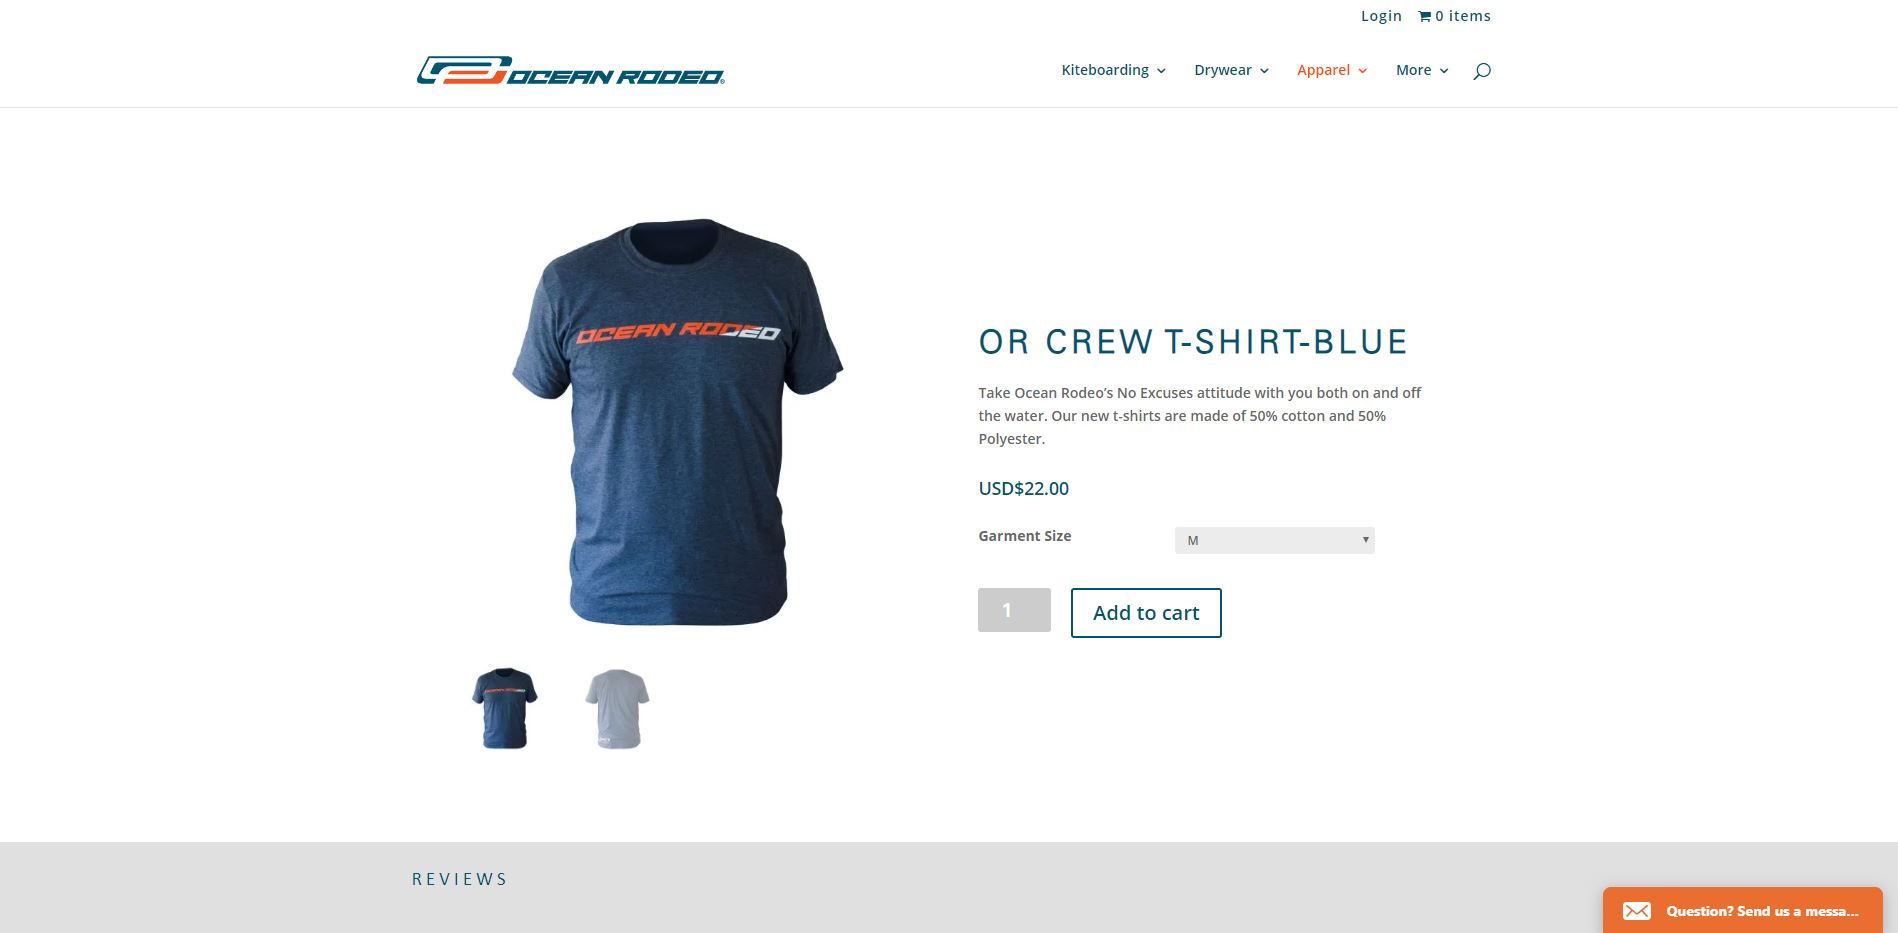 Login
0 items
OCEAN RODEO®
Kiteboarding
Drywear
Apparel
More
OCEAN RODEO
OR CREW T-SHIRT-BLUE
Take Ocean Rodeo’s No Excuses attitude with you both on and off
the water. Our new t-shirts are made of 50% cotton and 50%
Polyester.
USD$22.00
Garment Size
M
1
Add to cart
OCEAN RODEO
REVIEWS
Question? Send us a messa...